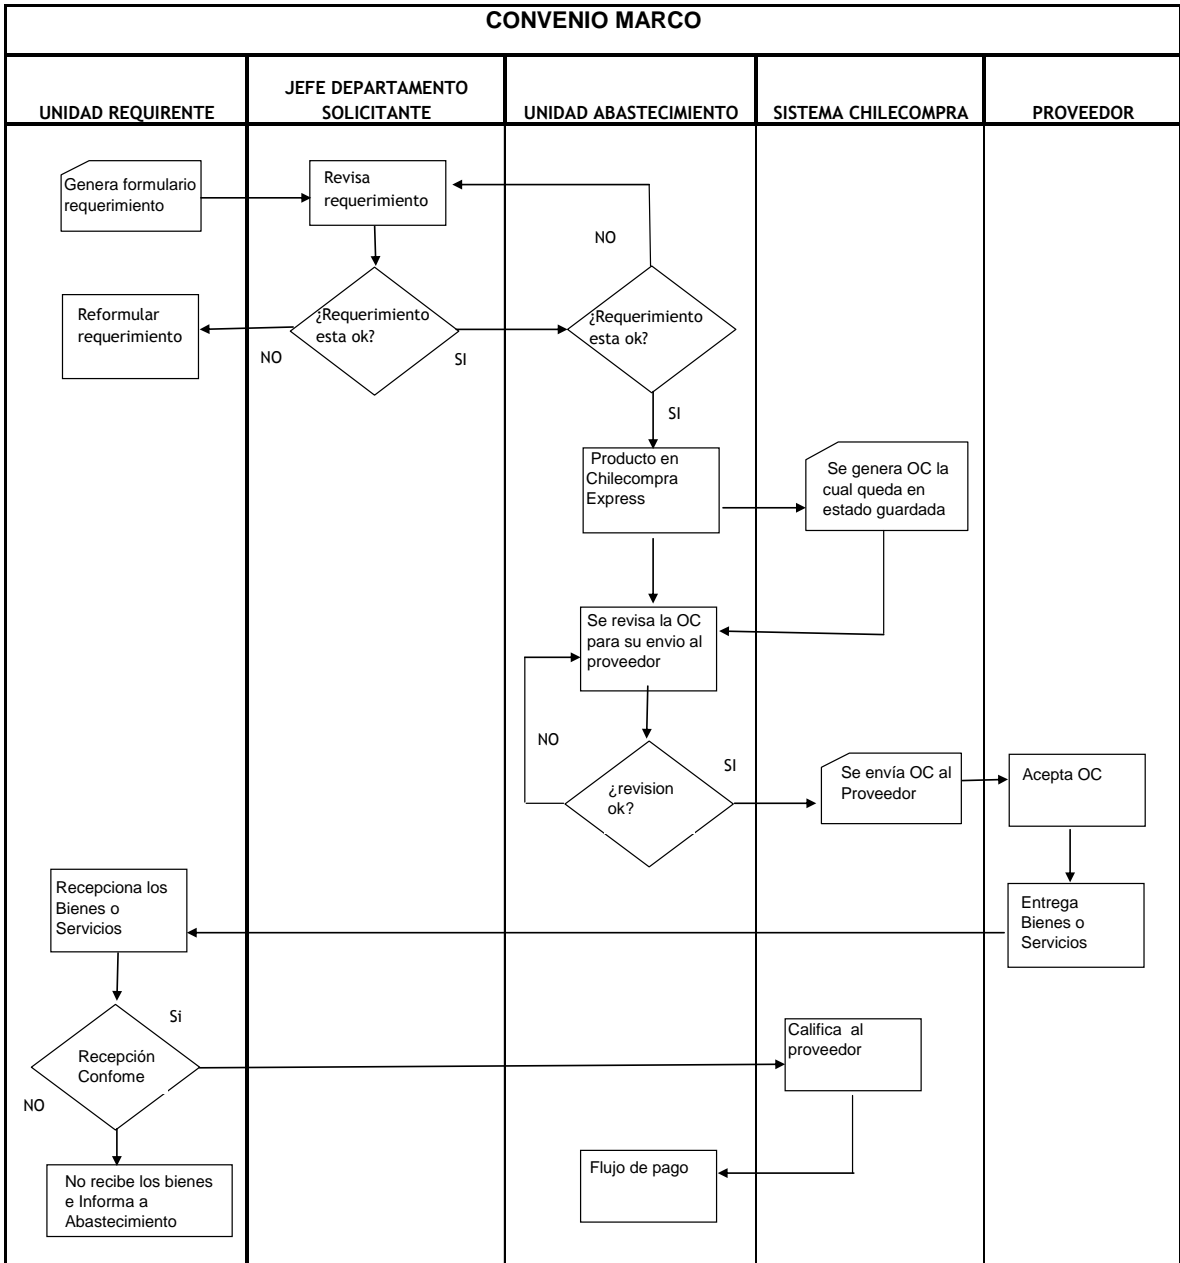 CONVENIO MARCO
UNIDAD REQUIRENTE
JEFE DEPARTAMENTO
SOLICITANTE
UNIDAD ABASTECIMIENTO
SISTEMA CHILECOMPRA
PROVEEDOR
Genera formulario
requerimiento
Revisa
requerimiento
NO
Reformular
requerimiento
NO
¿Requerimiento
esta ok?
SI
¿Requerimiento
esta ok?
SI
Producto en
Chilecompra
Express
Se genera OC la
cual queda en
estado guardada
Se revisa la OC
para su envio al
proveedor
NO
¿revision
ok?
SI
Se envía OC al
Proveedor
Acepta OC
Entrega
Bienes o
Servicios
Recepciona los
Bienes o
Servicios
Si
Recepción
Confome
NO
Califica al
proveedor
No recibe los bienes
e Informa a
Abastecimiento
Flujo de pago